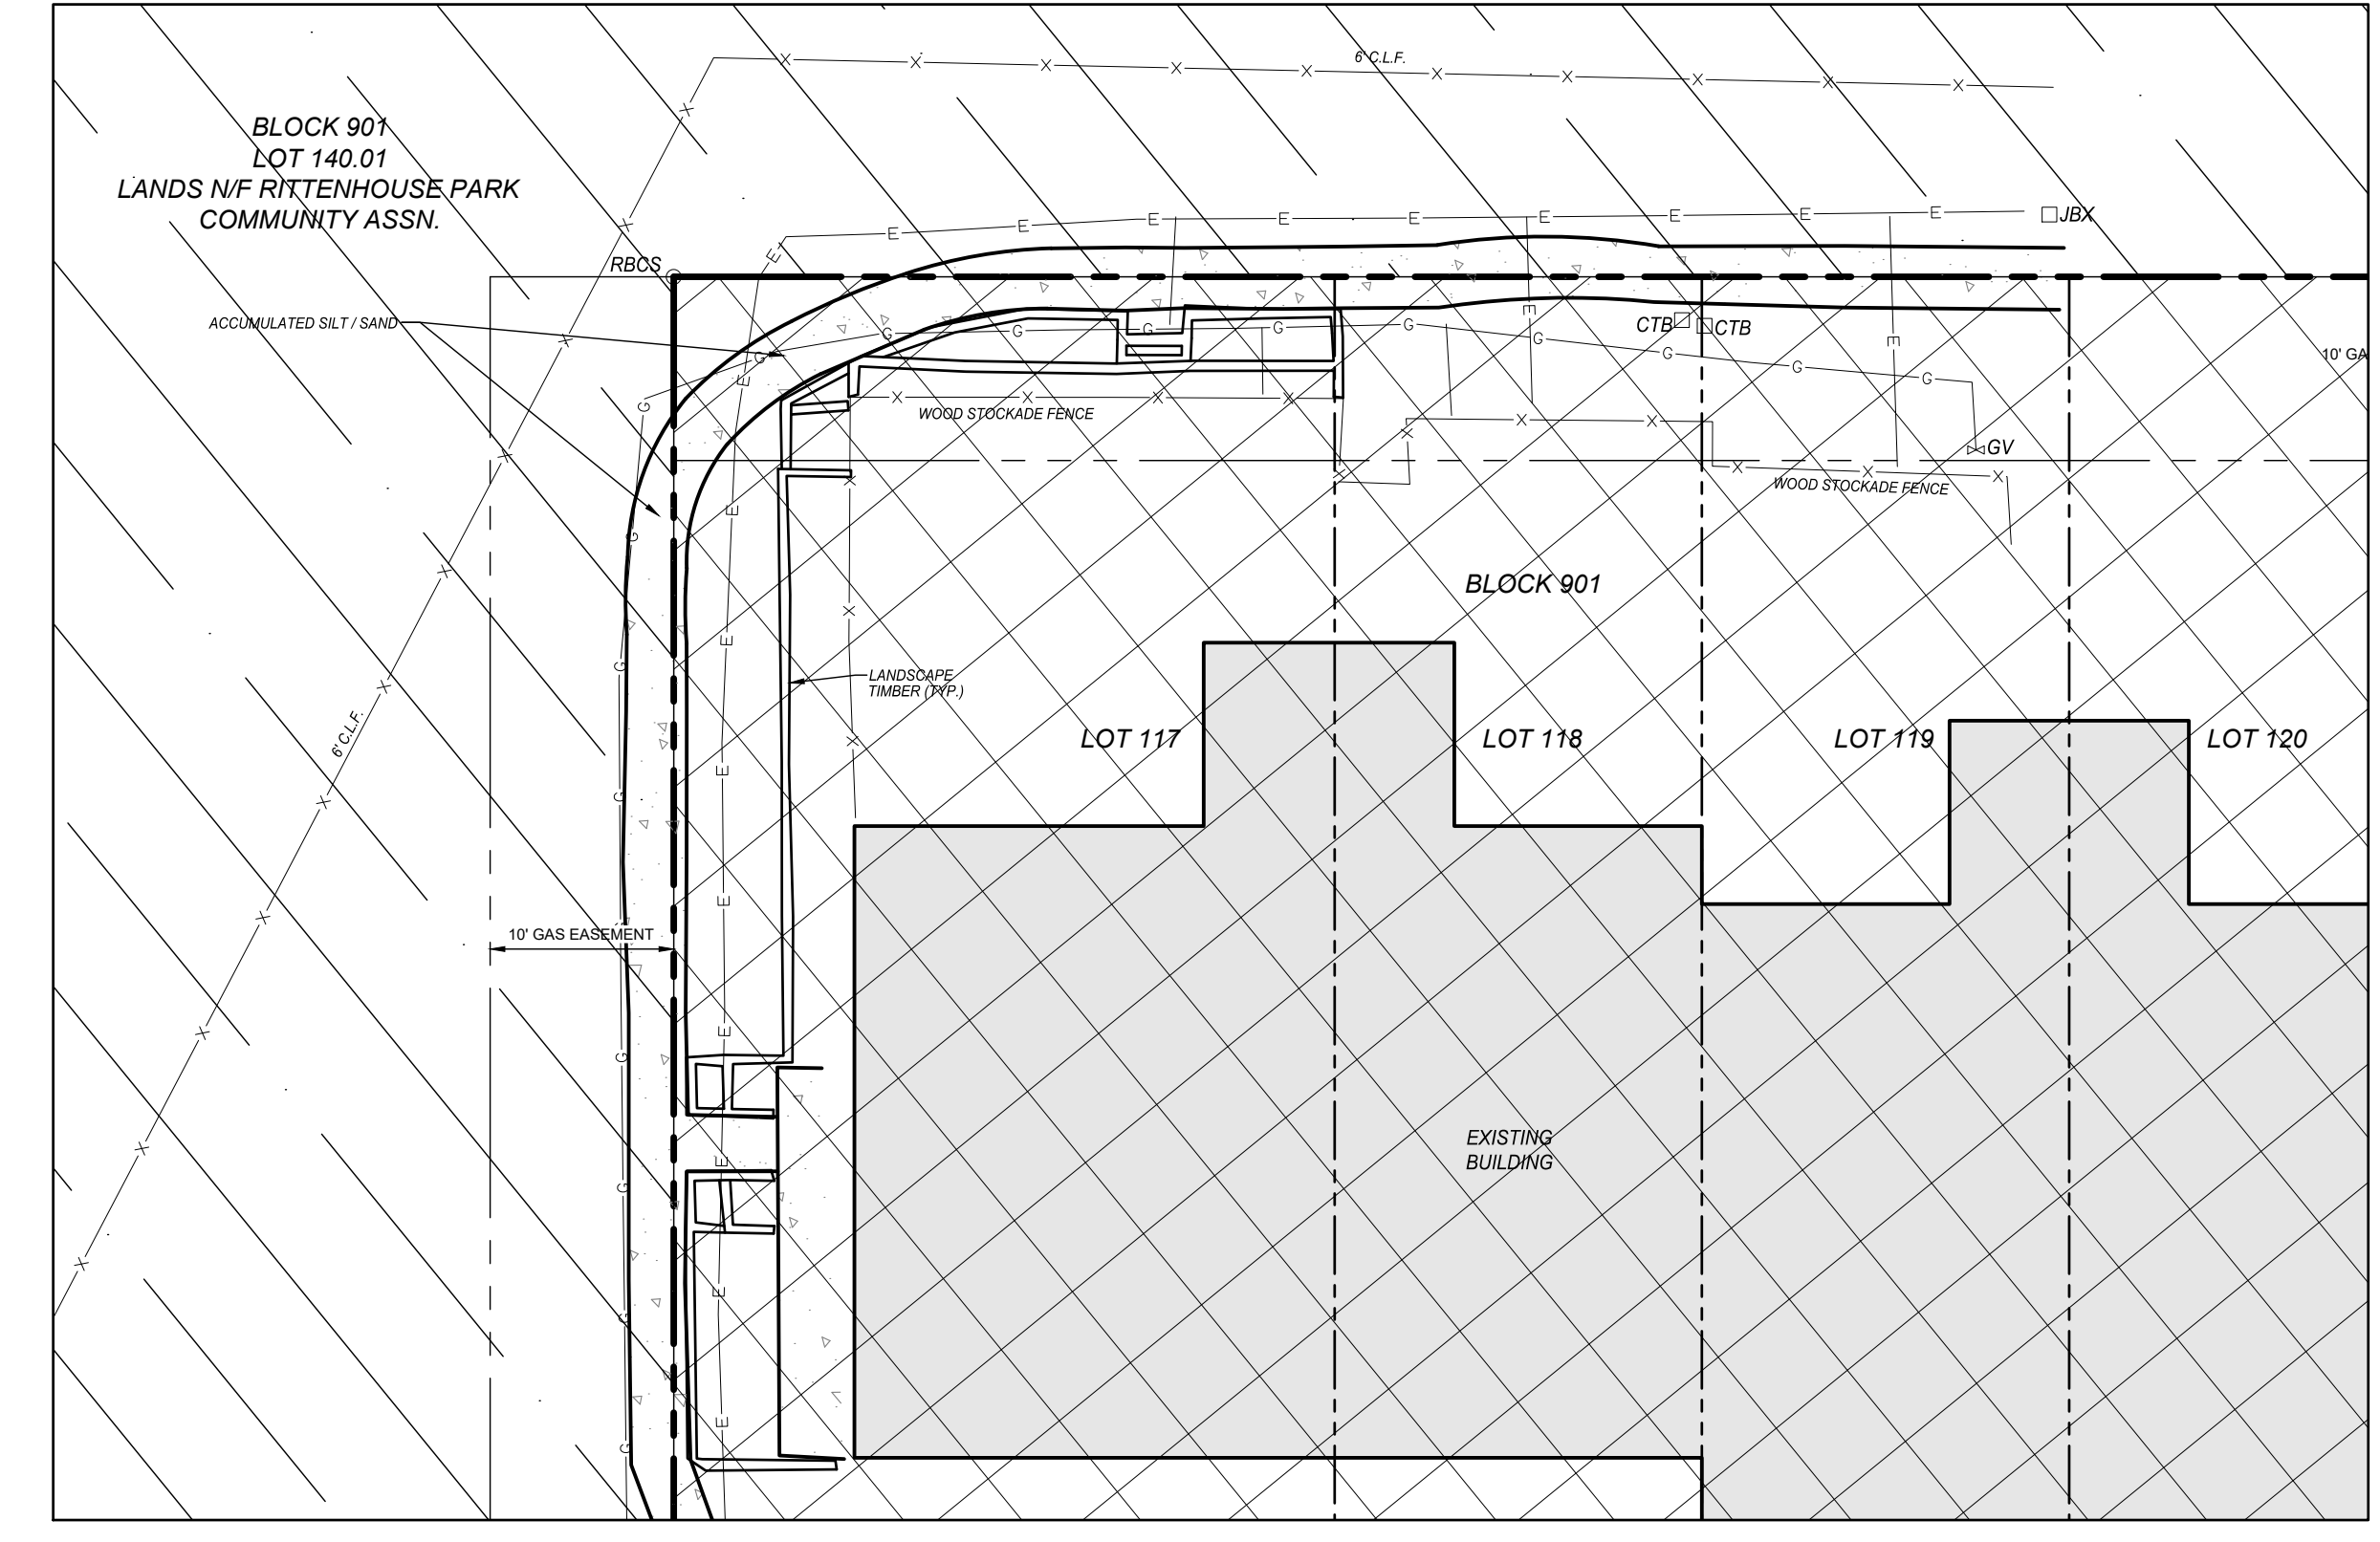 6' C.L.F.
BLOCK 901
LOT 140.01
LANDS N/F RITTENHOUSE PARK
COMMUNITY ASSN.
JBX
RBCS
ACCUMULATED SILT / SAND
CTB
CTB
10' GA
WOOD STOCKADE FENCE
GV
WOOD STOCKADE FENCE
BLOCK 901
LANDSCAPE
TIMBER (TYP.)
6' C.L.F.
LOT 117
LOT 118
LOT 119
LOT 120
10' GAS EASEMENT
EXISTING
BUILDING